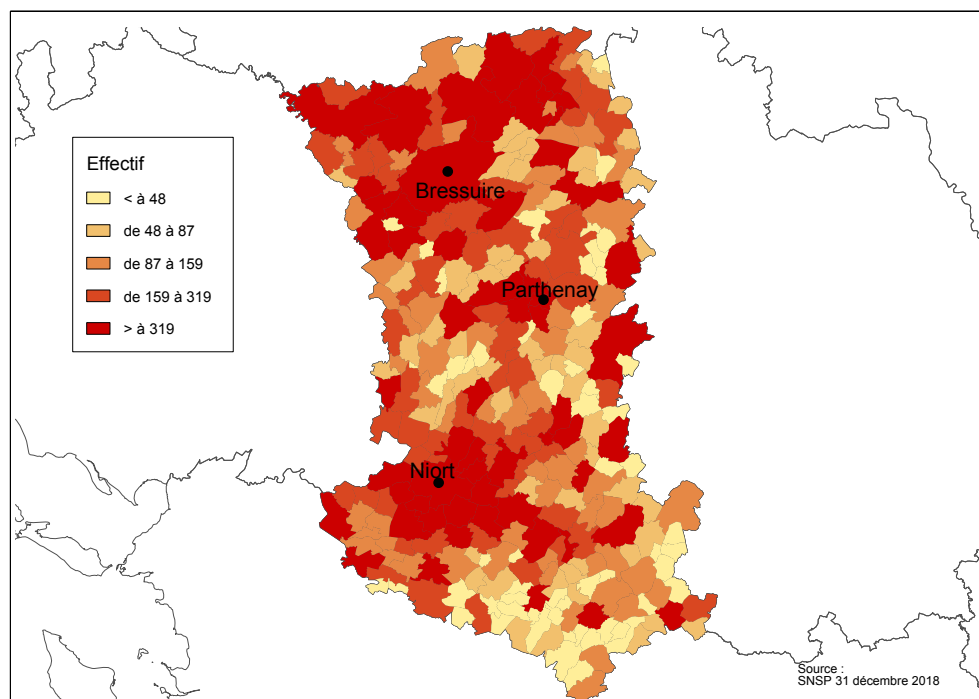 Effectif
< à 48
de 48 à 87
de 87 à 159
de 159 à 319
> à 319
Bressuire
Parthenay
Niort
Source :
SNSP 31 décembre 2018